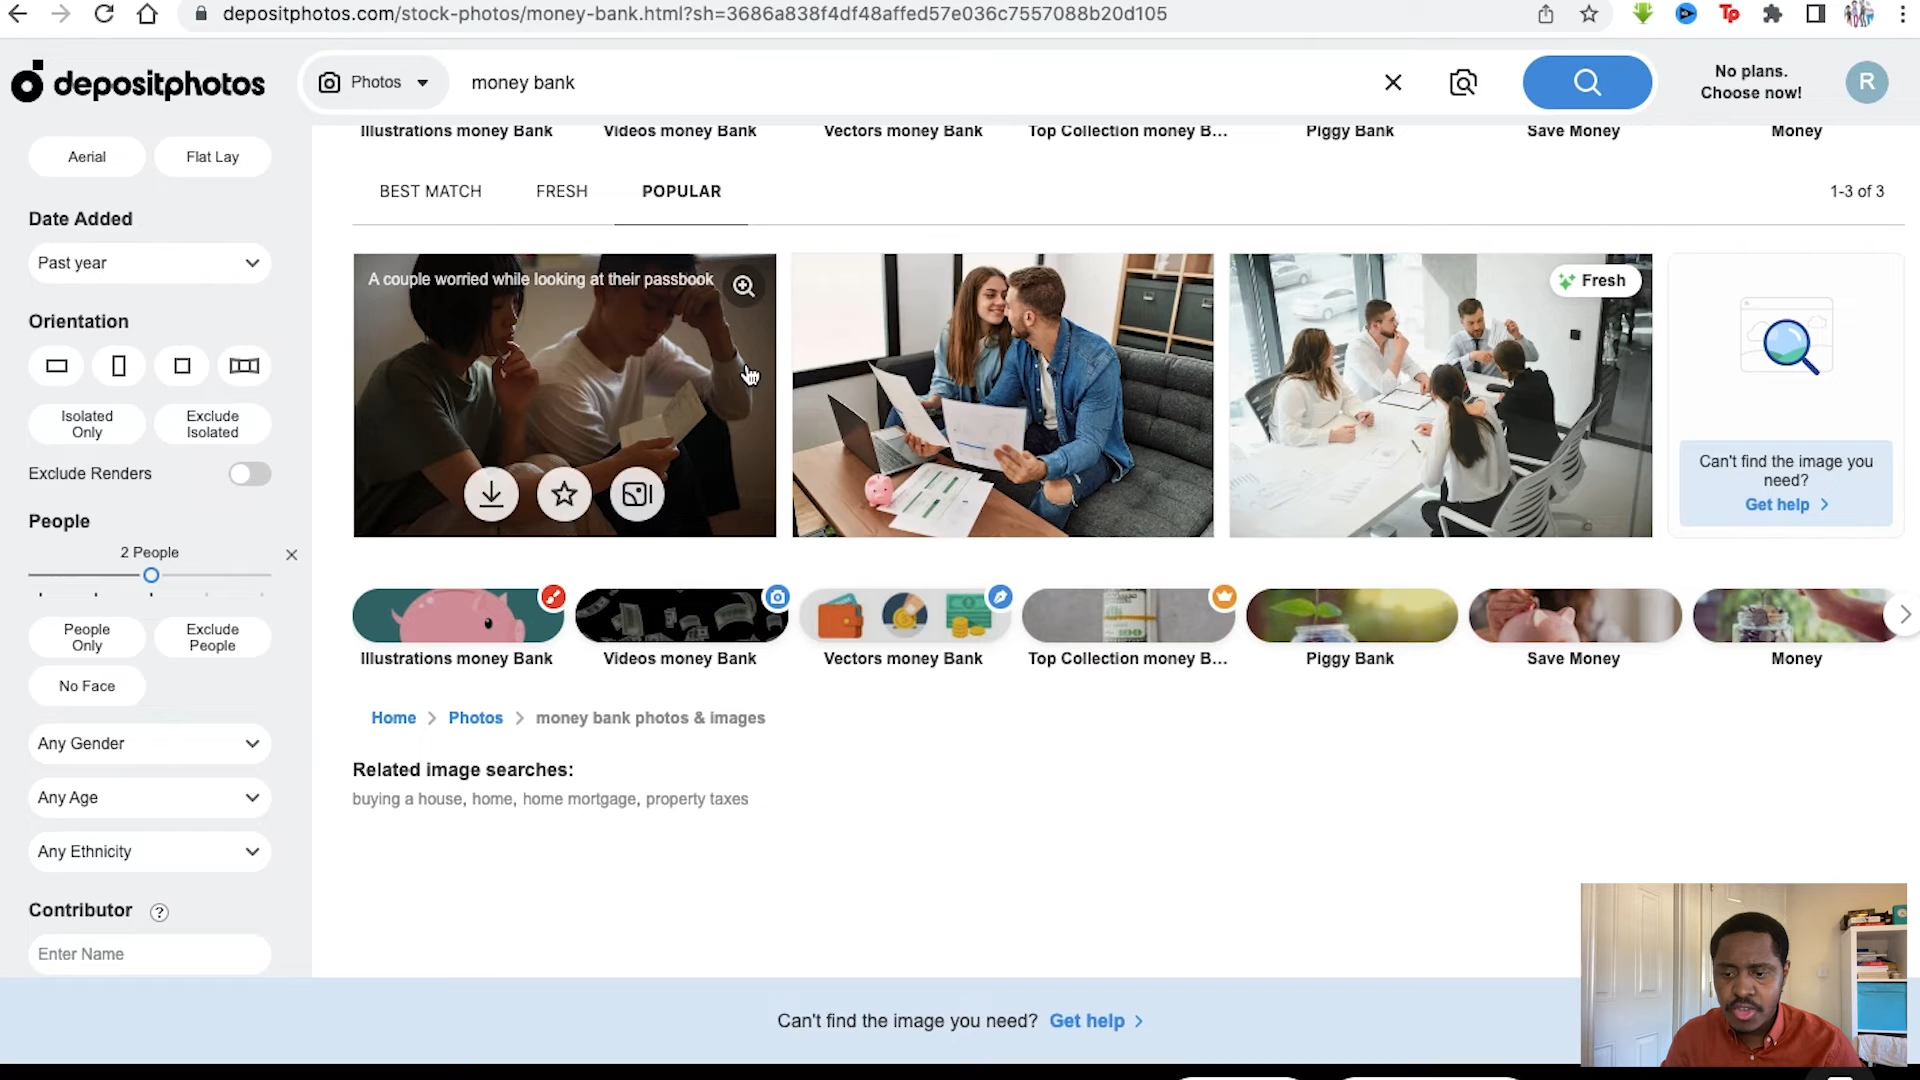 depositphotos.com/stock-photos/money-bank.html?sh=3686a838f4df48affed57e036c7557088b20d105
Tp
depositphotos
Photos
money bank
No plans.
Choose now!
R
Illustrations money Bank
Videos money Bank
Vectors money Bank
Top Collection money B...
Piggy Bank
Save Money
Money
Aerial
Flat Lay
BEST MATCH
FRESH
POPULAR
1-3 of 3
Date Added
Past year
A couple worried while looking at their passbook
Fresh
Orientation
Isolated
Only
Exclude
Isolated
Exclude Renders
Can't find the image you
need?
Get help
People
2 People
People
Only
Exclude
People
No Face
Illustrations money Bank
Videos money Bank
Vectors money Bank
Top Collection money B...
Piggy Bank
Save Money
Money
Home
Photos
money bank photos & images
Any Gender
Related image searches:
buying a house, home, home mortgage, property taxes
Any Age
Any Ethnicity
Contributor
?
Enter Name
Can't find the image you need? Get help